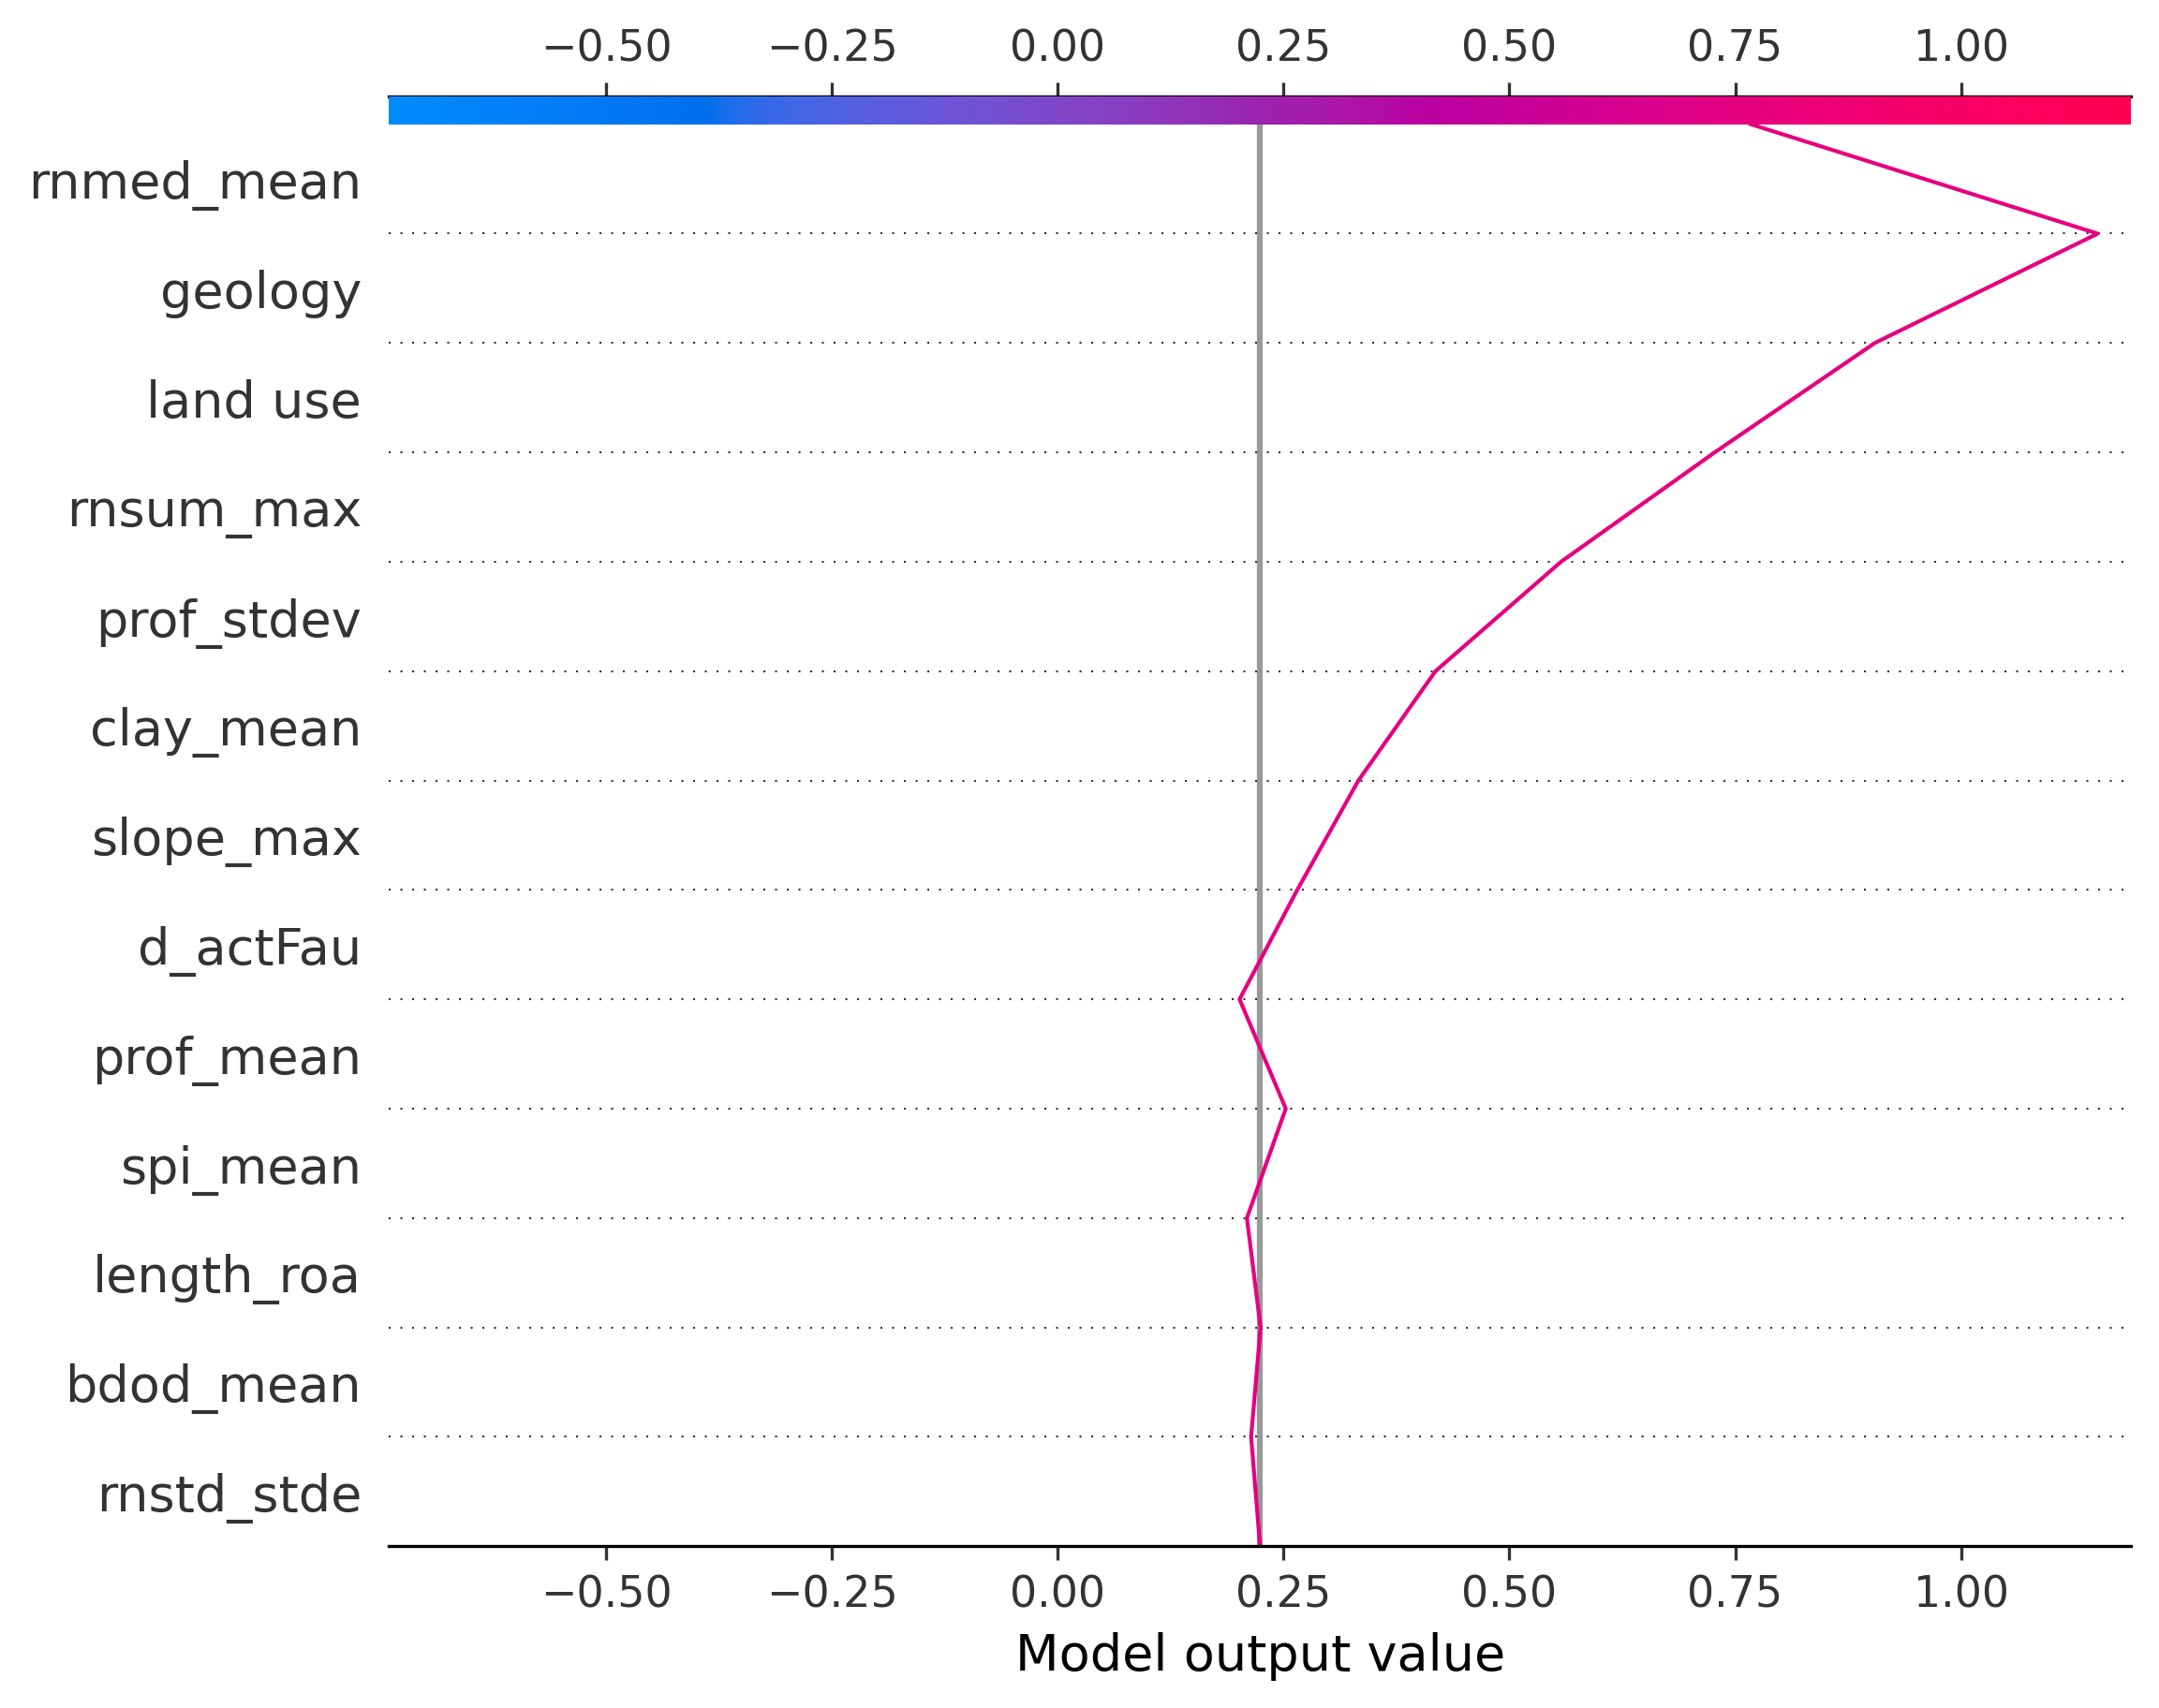 −0.50 −0.25 0.00 0.25 0.50 0.75 1.00
rnmed_mean
geology
land use
rnsum_max
prof_stdev
clay_mean
slope_max
d_actFau
prof_mean
spi_mean
length_roa
bdod_mean
rnstd_stde
−0.50 −0.25 0.00 0.25 0.50 0.75 1.00
Model output value